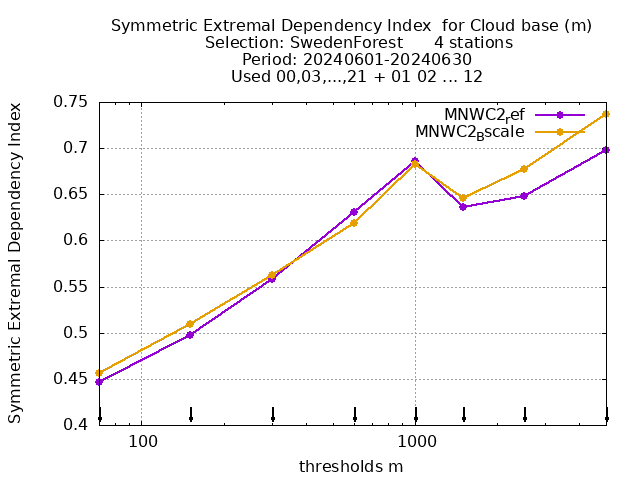 Symmetric Extremal Dependency Index  for Cloud base (m)
Selection: SwedenForest      4 stations
Period: 20240601-20240630
Used 00,03,...,21 + 01 02 ... 12
MNWC2ref
MNWC2Bscale
Symmetric Extremal Dependency Index
0.75
0.7
0.65
0.6
0.55
0.5
0.45
0.4
100
1000
thresholds m